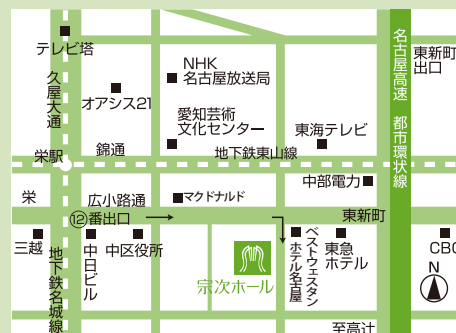 テレビ塔
久屋大通
オアシス21
NHK
名古屋放送局
愛知芸術
文化センター
東海テレビ
名古屋高速 都市環状線
東新町
出口
栄駅
錦通
地下鉄東山線
中部電力
栄
広小路通
マクドナルド
⑫番出口
東新町
三越
地下鉄名城線
中日ビル
中区役所
宗次ホール
ベストウェスタン
ホテル名古屋
東急
ホテル
CBC
N
至高辻